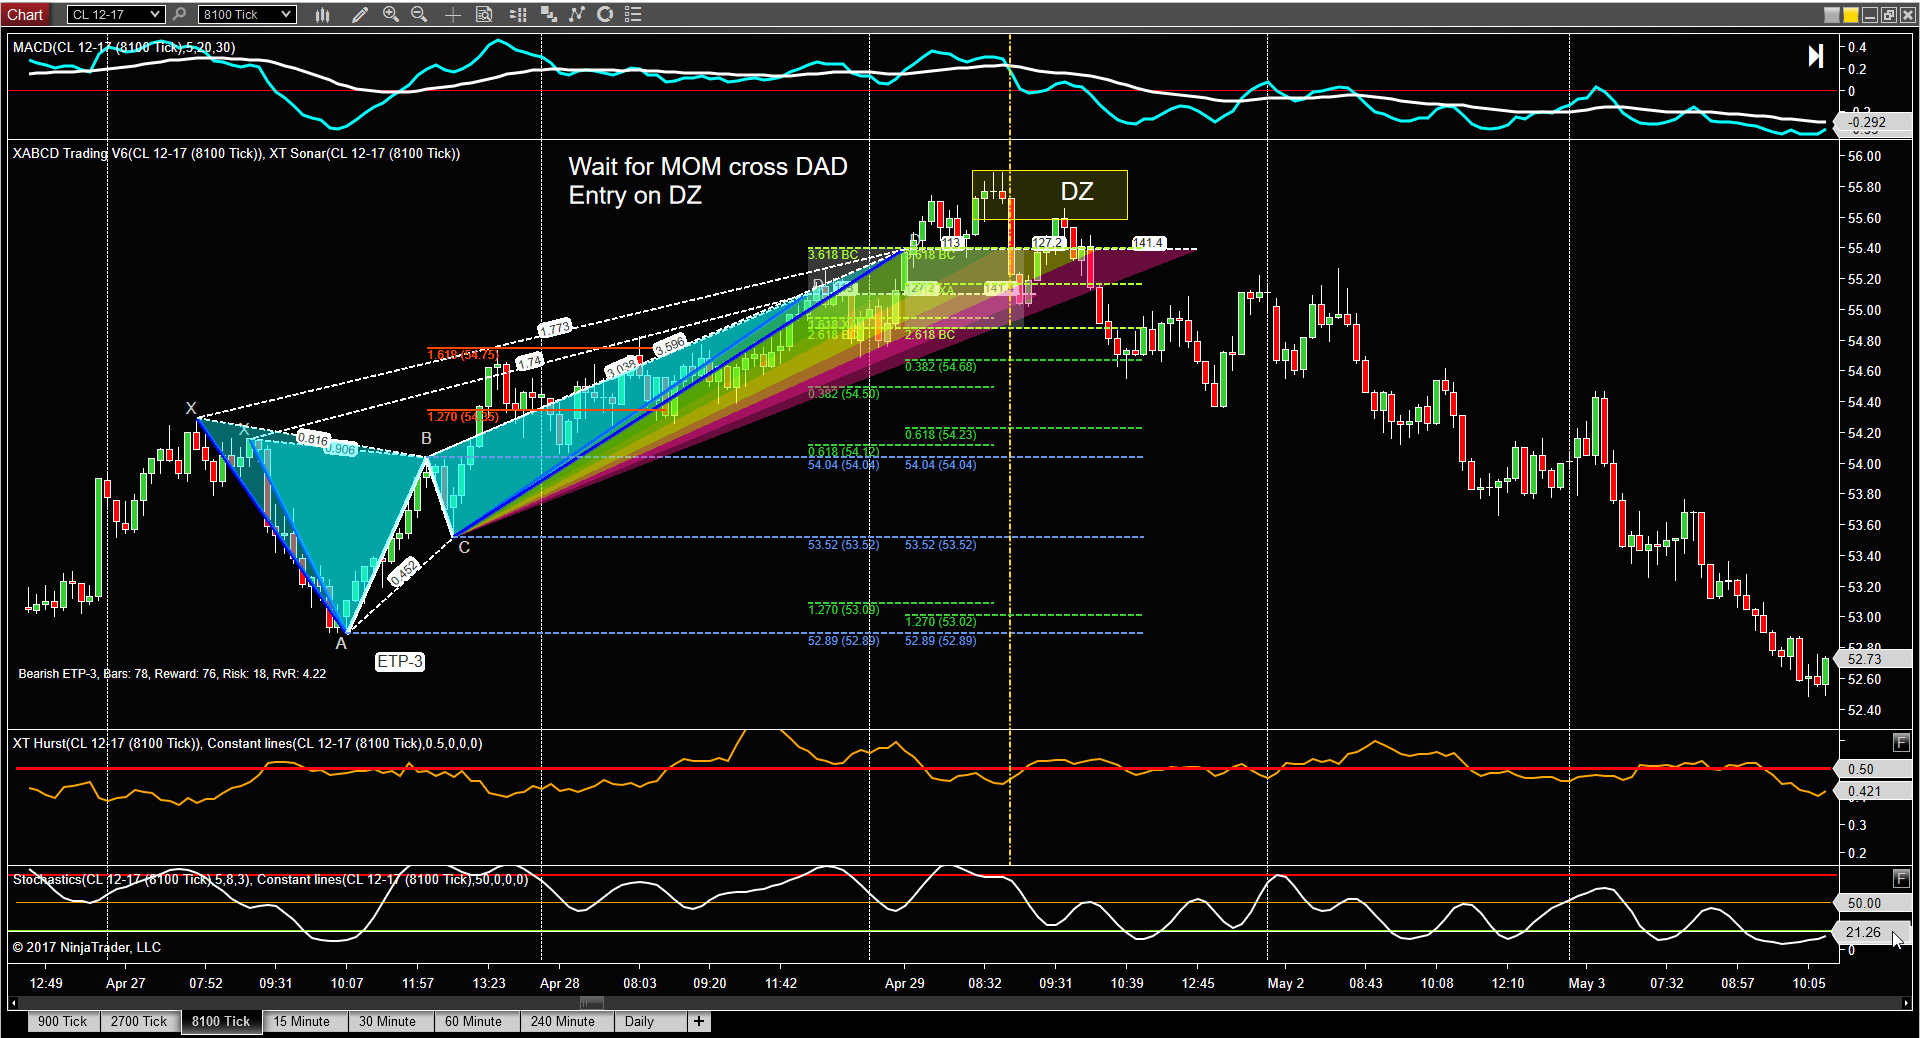 Chart CL 12-17 8100 Tick
MACD(CL 12-17 (8100 Tick),5,20,30)
0.4
0.2
0
-0.2
-0.292
XABCD Trading V6(CL 12-17 (8100 Tick)), XT Sonar(CL 12-17 (8100 Tick))
Wait for MOM cross DAD
Entry on DZ
DZ
56.00
55.80
55.60
55.40
55.20
55.00
54.80
54.60
54.40
54.20
54.00
53.80
53.60
53.40
53.20
53.00
52.80
52.73
52.60
52.40
D 113 127.2 141.4
3.618 BC 3.618 BC
D 127.2 141.4
2.618 BC 2.618 BC
1.773
1.74
3.596
3.038
1.618 (54.75)
0.382 (54.68)
0.382 (54.50)
1.270 (54.35)
X
X
B
0.816
0.906
0.618 (54.23)
0.618 (54.12)
54.04 (54.04) 54.04 (54.04)
C
53.52 (53.52) 53.52 (53.52)
0.452
1.270 (53.09)
1.270 (53.02)
A
52.89 (52.89) 52.89 (52.89)
ETP-3
Bearish ETP-3, Bars: 78, Reward: 76, Risk: 18, RvR: 4.22
XT Hurst(CL 12-17 (8100 Tick)), Constant lines(CL 12-17 (8100 Tick),0.5,0,0,0)
F
0.50
0.421
0.3
0.2
Stochastics(CL 12-17 (8100 Tick),5,8,3), Constant lines(CL 12-17 (8100 Tick),50,0,0,0)
F
50.00
21.26
0
© 2017 NinjaTrader, LLC
12:49 Apr 27 07:52 09:31 10:07 11:57 13:23 Apr 28 08:03 09:20 11:42 Apr 29 08:32 09:31 10:39 12:45 May 2 08:43 10:08 12:10 May 3 07:32 08:57 10:05
900 Tick 2700 Tick 8100 Tick 15 Minute 30 Minute 60 Minute 240 Minute Daily +